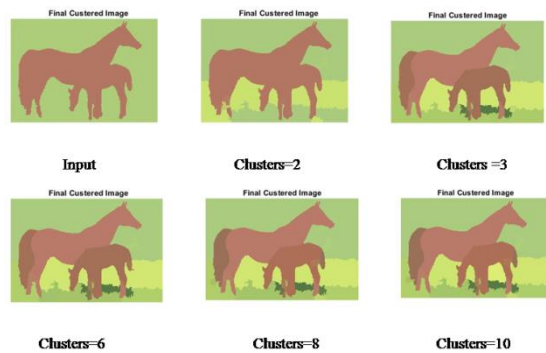 Final Custered Image
Final Custered Image
Final Custered Image
Input
Clusters=2
Clusters =3
Final Custered Image
Final Custered Image
Final Custered Image
Clusters=6
Clusters=8
Clusters=10